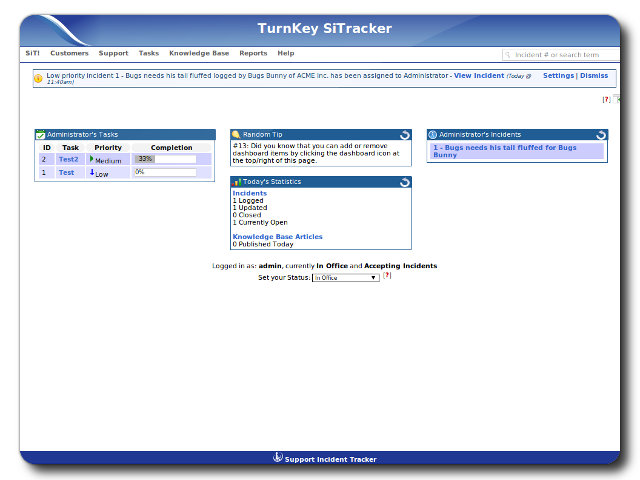 TurnKey SiTracker
SiT! Customers Support Tasks Knowledge Base Reports Help
Incident # or search term
Low priority incident 1 - Bugs needs his tail fluffed logged by Bugs Bunny of ACME Inc. has been assigned to Administrator - View Incident (Today @
11:40am)
Settings | Dismiss
[?]
Administrator's Tasks
ID Task Priority Completion
2 Test2 Medium 33%
1 Test Low 0%
Random Tip
#13: Did you know that you can add or remove
dashboard items by clicking the dashboard icon at
the top/right of this page.
Today's Statistics
Incidents
1 Logged
1 Updated
0 Closed
1 Currently Open
Knowledge Base Articles
0 Published Today
Administrator's Incidents
1 - Bugs needs his tail fluffed for Bugs
Bunny
Logged in as: admin, currently In Office and Accepting Incidents
Set your Status: In Office [?]
Support Incident Tracker